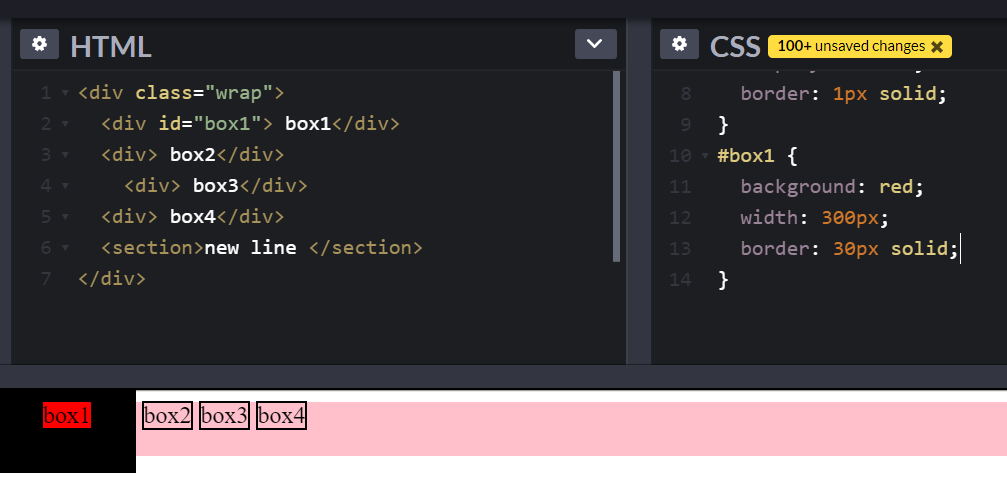 HTML
1 <div class="wrap">
2 <div id="box1"> box1</div>
3 <div> box2</div>
4 <div> box3</div>
5 <div> box4</div>
6 <section>new line </section>
7 </div>
CSS 100+ unsaved changes ✖
8 border: 1px solid;
9 }
10 #box1 {
11 background: red;
12 width: 300px;
13 border: 30px solid;
14 }
box1 box2 box3 box4